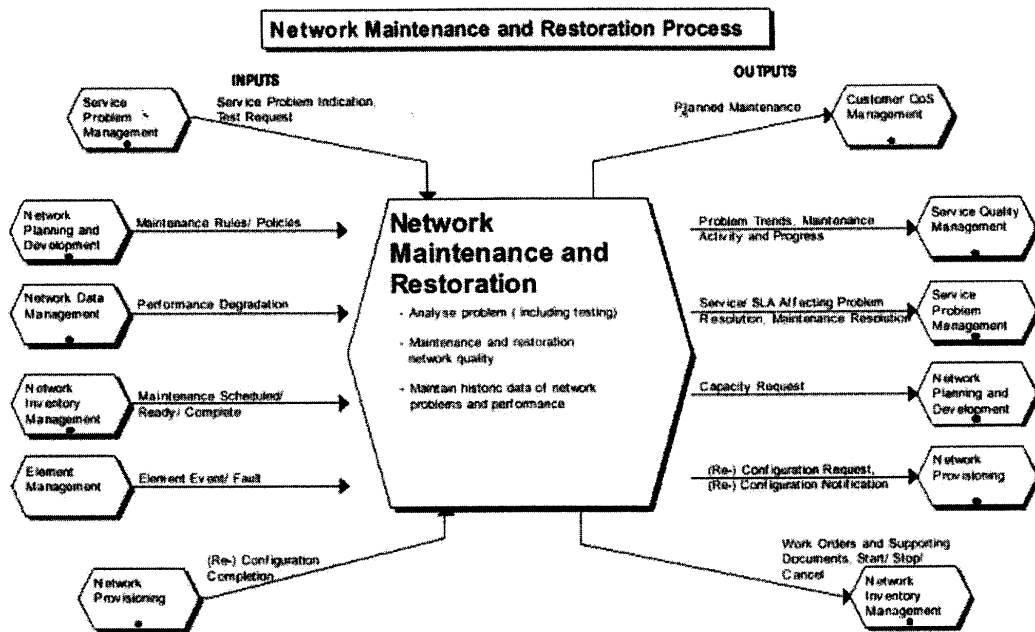 Network Maintenance and Restoration Process
INPUTS
OUTPUTS
Service
Problem
Management
Service Problem Indication,
Test Request
Planned Maintenance
Customer QoS
Management
Network
Planning and
Development
Maintenance Rules/ Policies
Network Data
Management
Performance Degradation
Network
Inventory
Management
Maintenance Scheduled/
Ready/ Complete
Element
Management
Element Event/ Fault
Network
Provisioning
(Re-) Configuration
Completion
Network
Maintenance and
Restoration
- Analyse problem ( including testing)
- Maintenance and restoration
network quality
- Maintain historic data of network
problems and performance
Problem Trends, Maintenance
Activity and Progress
Service Quality
Management
Service/ SLA Affecting Problem
Resolution, Maintenance Resolution
Service
Problem
Management
Capacity Request
Network
Planning and
Development
(Re-) Configuration Request,
(Re-) Configuration Notification
Network
Provisioning
Work Orders and Supporting
Documents, Start/ Stop/
Cancel
Network
Inventory
Management